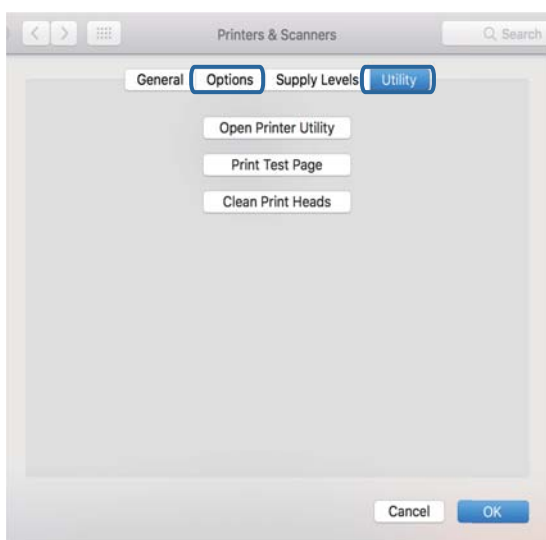 Printers & Scanners
Search
General Options Supply Levels Utility
Open Printer Utility
Print Test Page
Clean Print Heads
Cancel OK